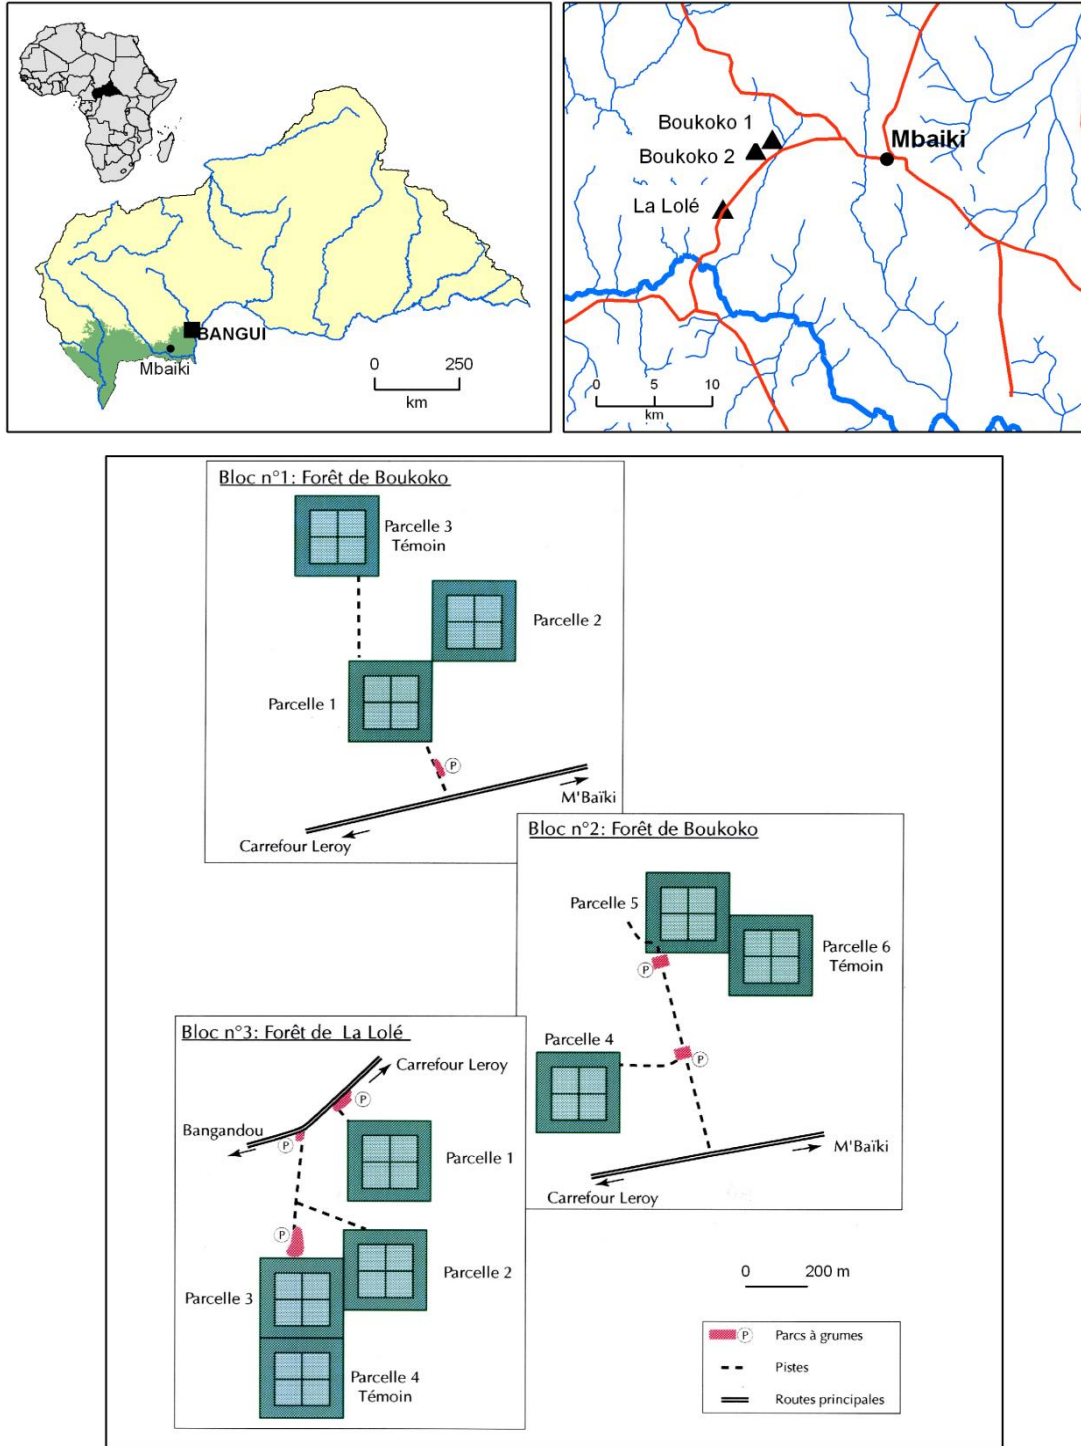 BANGUI
Mbaïki
0 250
km
Boukoko 1
Boukoko 2
Mbaiki
La Lolé
0 5 10
km
Bloc n°1: Forêt de Boukoko
Parcelle 3
Témoin
Parcelle 2
Parcelle 1
P
M'Baïki
Carrefour Leroy
Bloc n°2: Forêt de Boukoko
Parcelle 5
Parcelle 6
Témoin
P
Parcelle 4
P
M'Baïki
Carrefour Leroy
Bloc n°3: Forêt de La Lolé
Carrefour Leroy
P
Bangandou
P
Parcelle 1
P
Parcelle 2
Parcelle 3
Parcelle 4
Témoin
0 200 m
P Parcs à grumes
Pistes
Routes principales